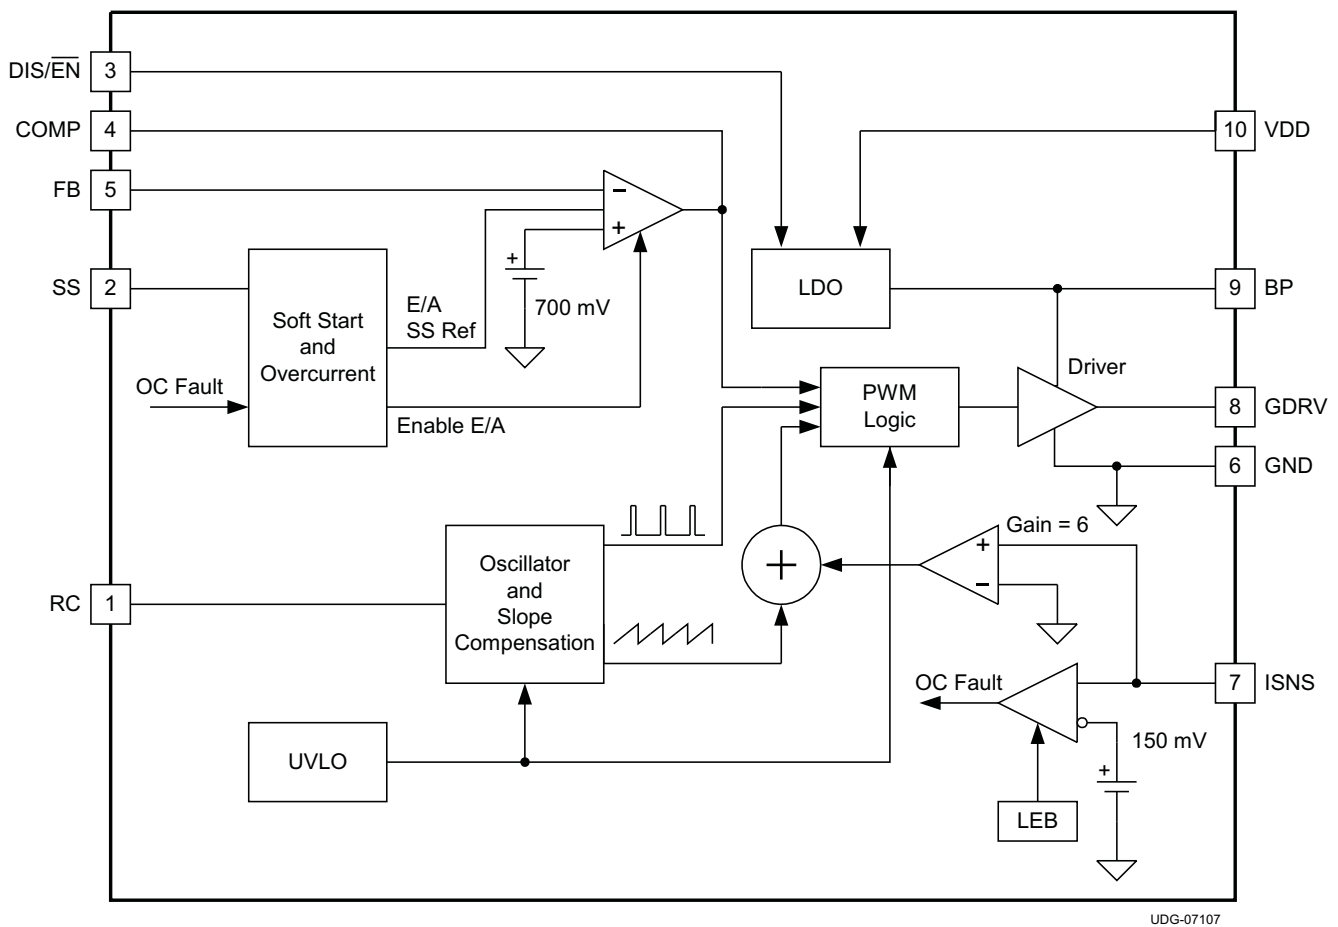 DIS/EN
3
COMP
4
FB
5
SS
2
RC
1
10
VDD
9
BP
8
GDRV
6
GND
7
ISNS
−
+
+
700 mV
E/A
SS Ref
Soft Start
and
Overcurrent
OC Fault
Enable E/A
LDO
PWM
Logic
Driver
Oscillator
and
Slope
Compensation
+
Gain = 6
+
−
UVLO
OC Fault
150 mV
+
LEB
UDG-07107